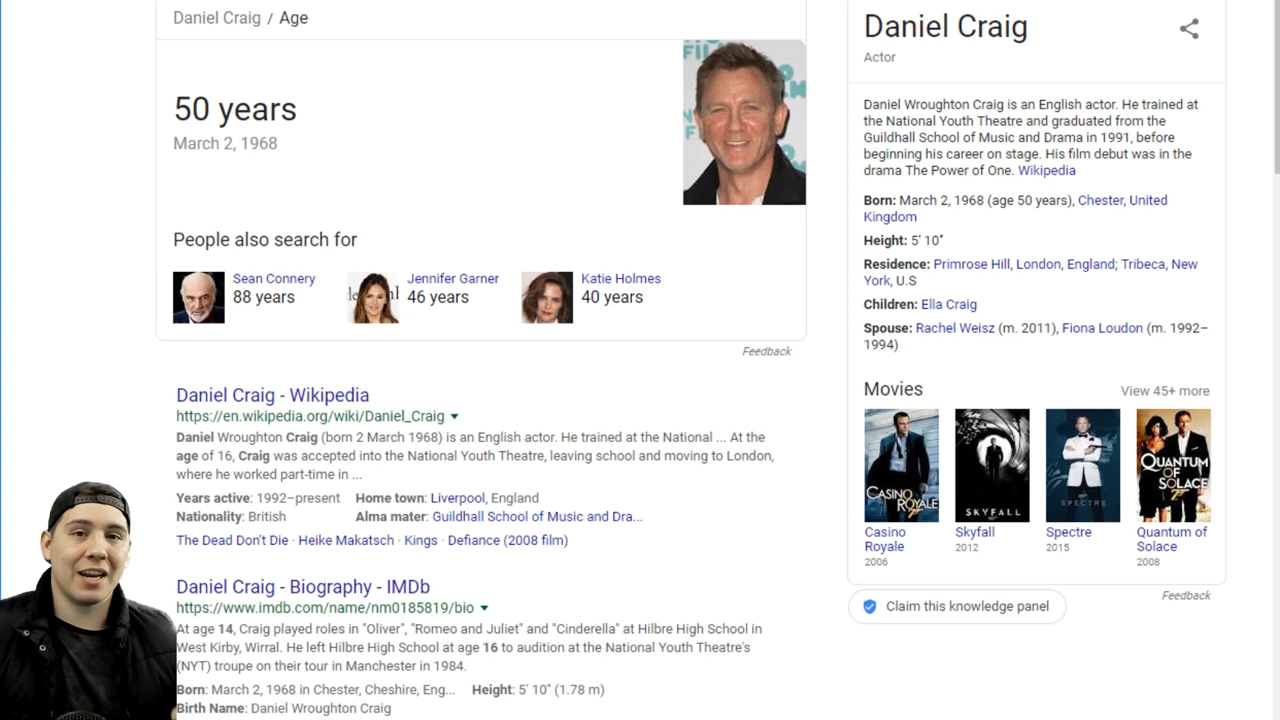 Daniel Craig / Age
50 years
March 2, 1968
People also search for
Sean Connery
88 years
Jennifer Garner
46 years
Katie Holmes
40 years
Feedback
Daniel Craig - Wikipedia
https://en.wikipedia.org/wiki/Daniel_Craig
Daniel Wroughton Craig (born 2 March 1968) is an English actor. He trained at the National ... At the
age of 16, Craig was accepted into the National Youth Theatre, leaving school and moving to London,
where he worked part-time in ...
Years active: 1992–present Home town: Liverpool, England
Nationality: British Alma mater: Guildhall School of Music and Dra...
The Dead Don't Die · Heike Makatsch · Kings · Defiance (2008 film)
Daniel Craig - Biography - IMDb
https://www.imdb.com/name/nm0185819/bio
At age 14, Craig played roles in "Oliver", "Romeo and Juliet" and "Cinderella" at Hilbre High School in
West Kirby, Wirral. He left Hilbre High School at age 16 to audition at the National Youth Theatre's
(NYT) troupe on their tour in Manchester in 1984.
Born: March 2, 1968 in Chester, Cheshire, Eng... Height: 5' 10" (1.78 m)
Birth Name: Daniel Wroughton Craig
Daniel Craig
Actor
Daniel Wroughton Craig is an English actor. He trained at
the National Youth Theatre and graduated from the
Guildhall School of Music and Drama in 1991, before
beginning his career on stage. His film debut was in the
drama The Power of One. Wikipedia
Born: March 2, 1968 (age 50 years), Chester, United
Kingdom
Height: 5′ 10″
Residence: Primrose Hill, London, England; Tribeca, New
York, U.S
Children: Ella Craig
Spouse: Rachel Weisz (m. 2011), Fiona Loudon (m. 1992–
1994)
Movies
View 45+ more
CASINO
ROYALE
SKYFALL
SPECTRE
QUANTUM
OF
SOLACE
Casino
Royale
2006
Skyfall
2012
Spectre
2015
Quantum of
Solace
2008
Feedback
Claim this knowledge panel